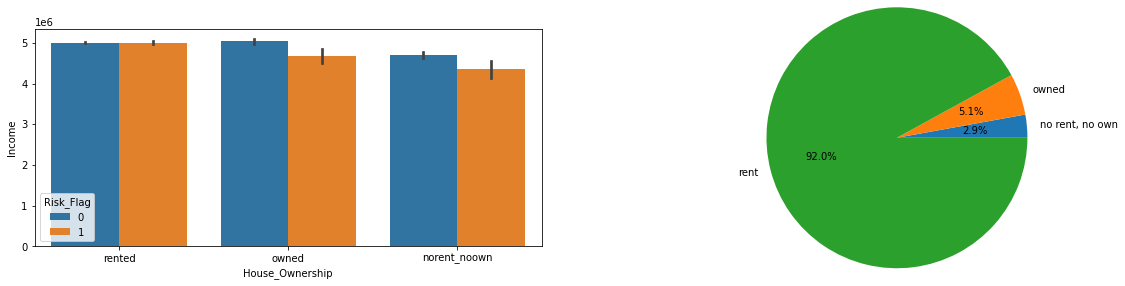 1e6
5
4
3
2
1
0
Income
Risk_Flag
0
1
rented
owned
norent_noown
House_Ownership
owned
5.1%
no rent, no own
2.9%
92.0%
rent